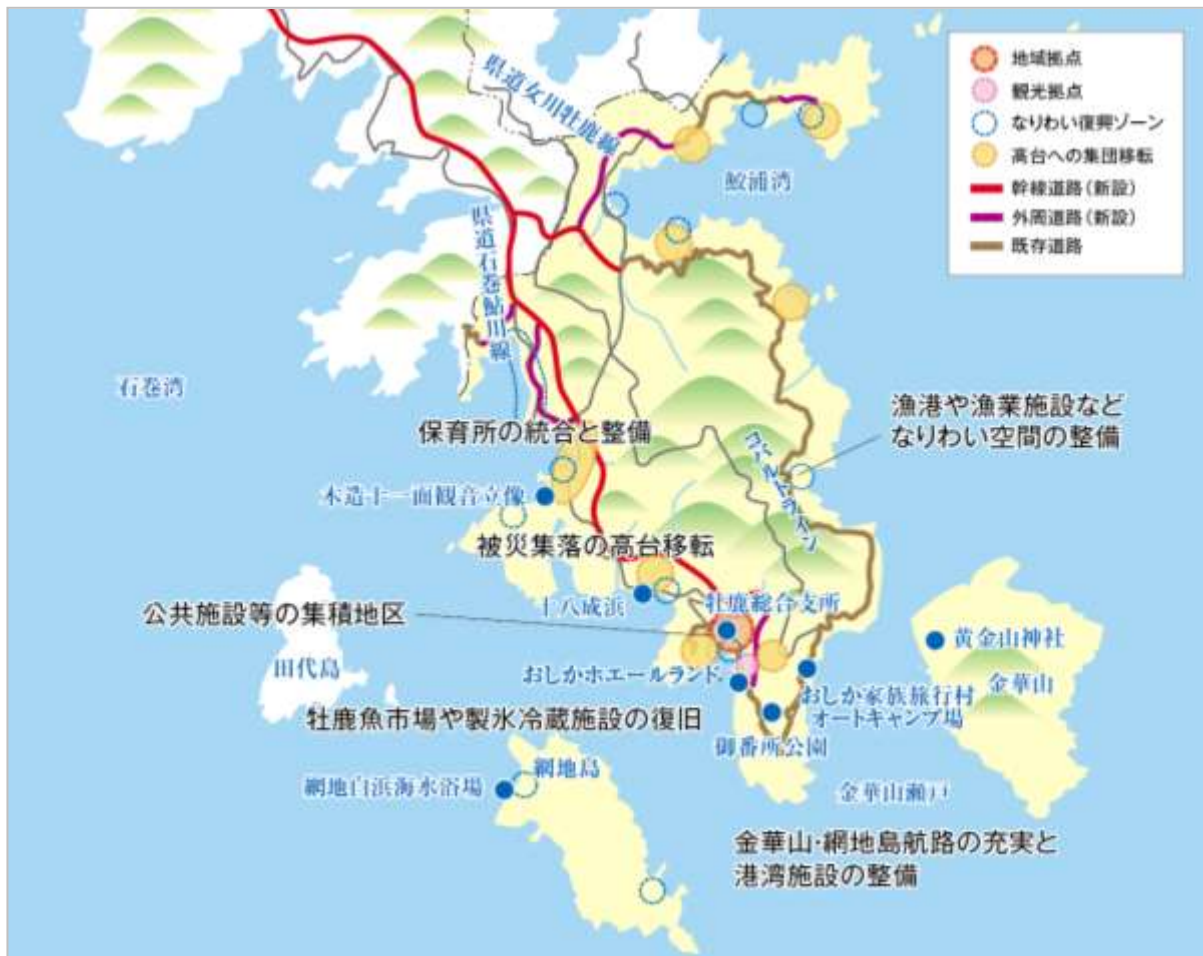 地域拠点
観光拠点
なりわい復興ゾーン
高台への集団移転
幹線道路(新設)
外周道路(新設)
既存道路
県道女川牡鹿線
鮫浦湾
県道石巻鮎川線
石巻湾
漁港や漁業施設など
なりわい空間の整備
保育所の統合と整備
コバルトライン
木造十一面観音立像
被災集落の高台移転
十八成浜
牡鹿総合支所
公共施設等の集積地区
黄金山神社
田代島
おしかホエールランド
おしか家族旅行村
オートキャンプ場
金華山
牡鹿魚市場や製氷冷蔵施設の復旧
御番所公園
網地島
網地白浜海水浴場
金華山瀬戸
金華山・網地島航路の充実と
港湾施設の整備